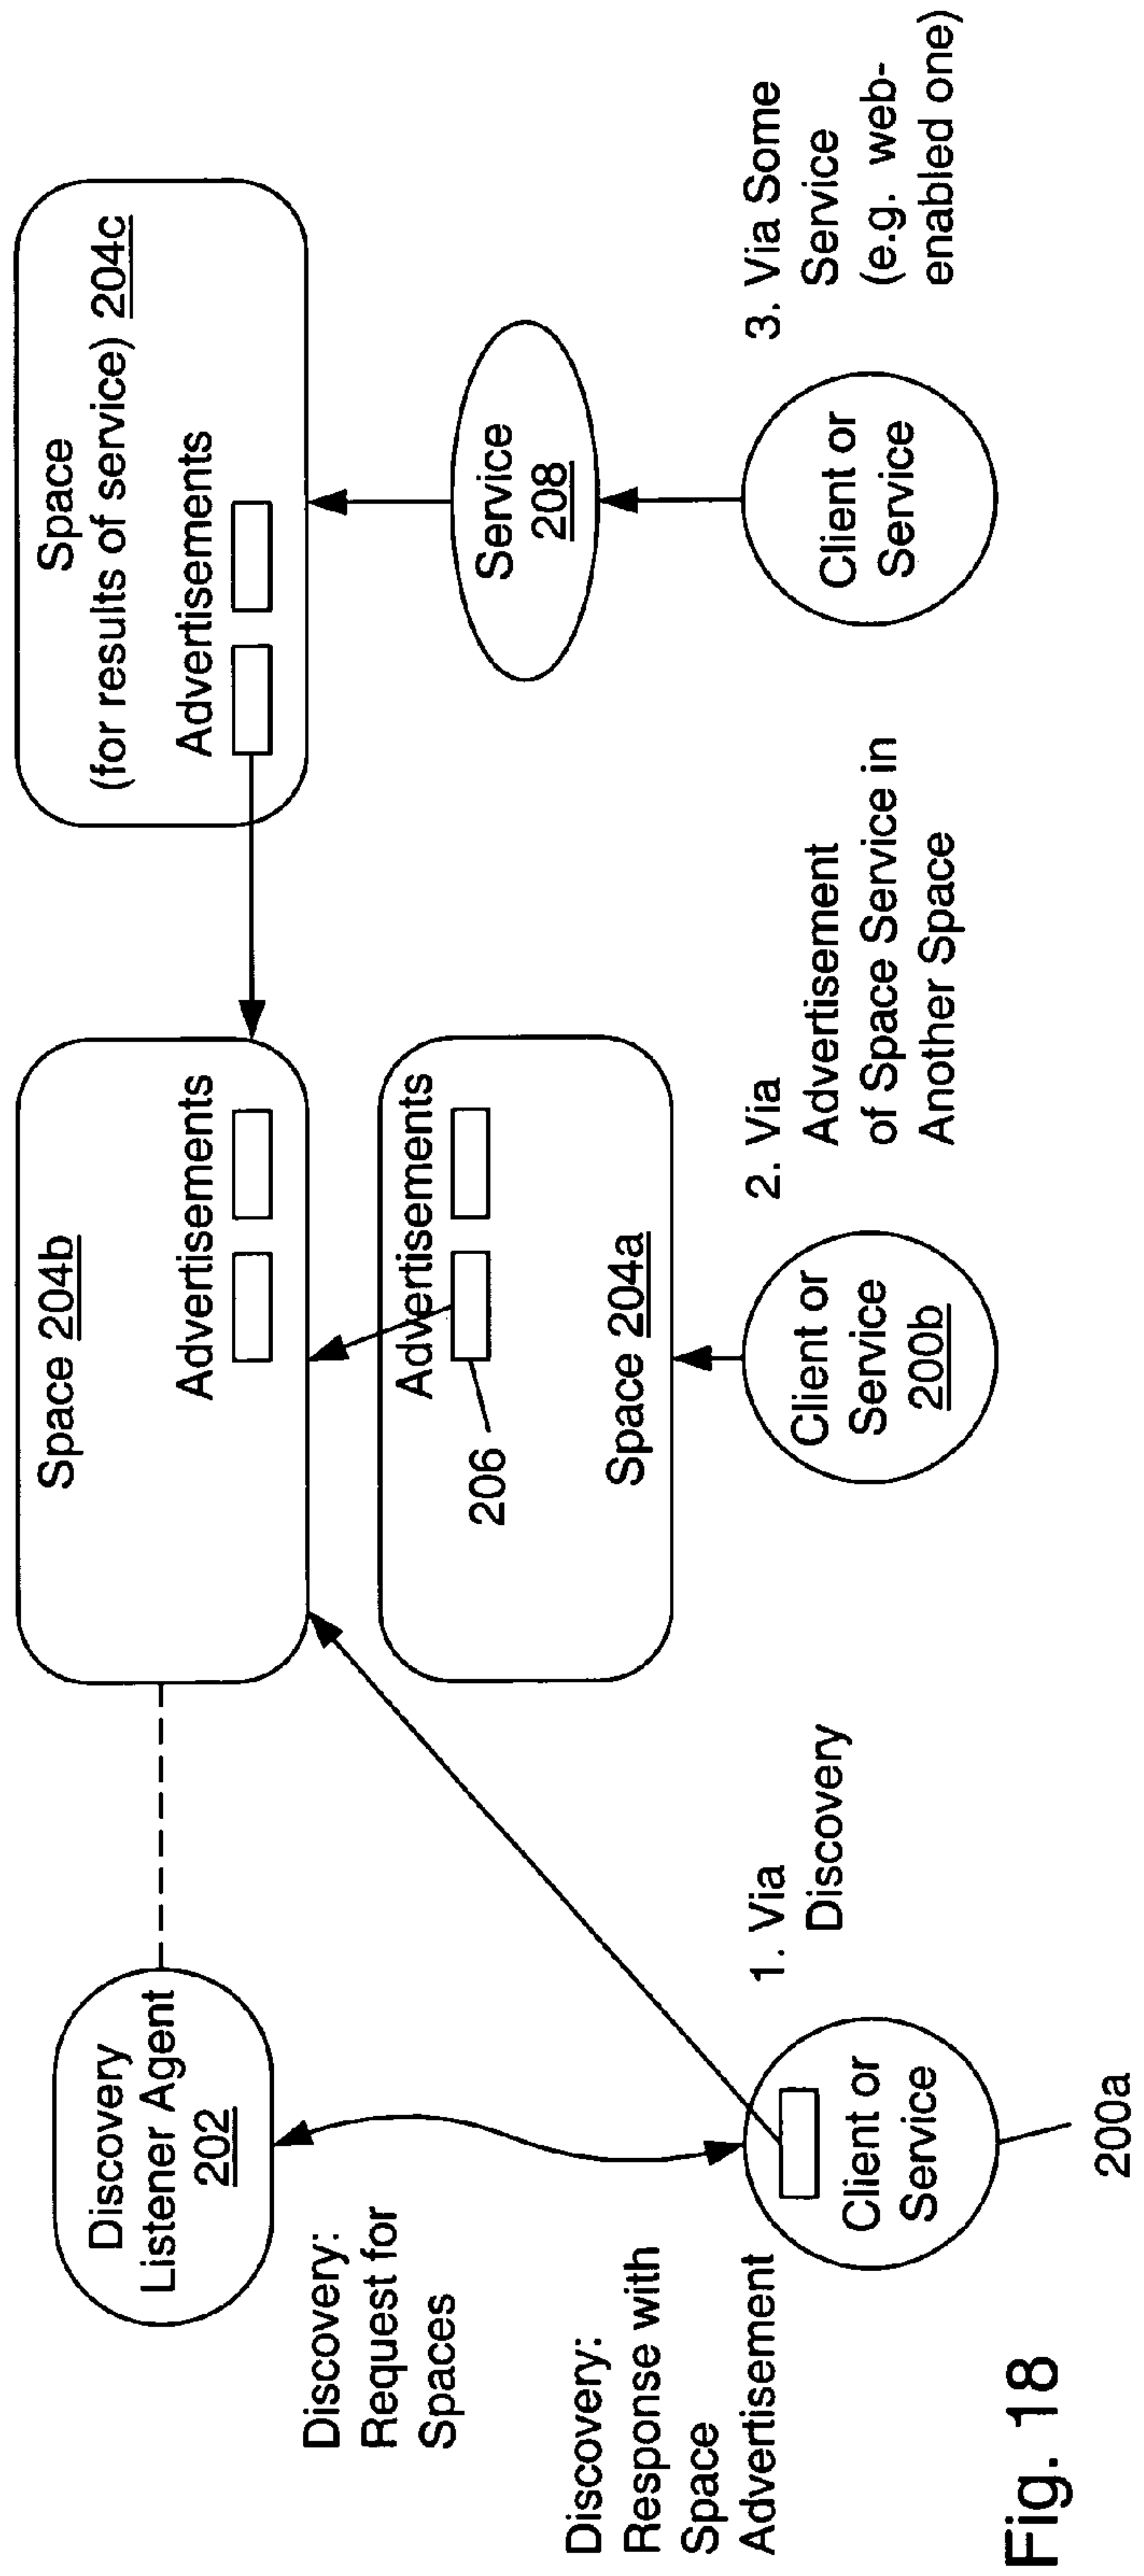 Discovery
Listener Agent
202
Discovery:
Request for
Spaces
Discovery:
Response with
Space
Advertisement
Client or
Service
200a
1. Via
Discovery
Space 204b
Advertisements
Advertisements
206
Space 204a
Client or
Service
200b
2. Via
Advertisement
of Space Service in
Another Space
Space
(for results of service) 204c
Advertisements
Service
208
Client or
Service
3. Via Some
Service
(e.g. web-
enabled one)
Fig. 18